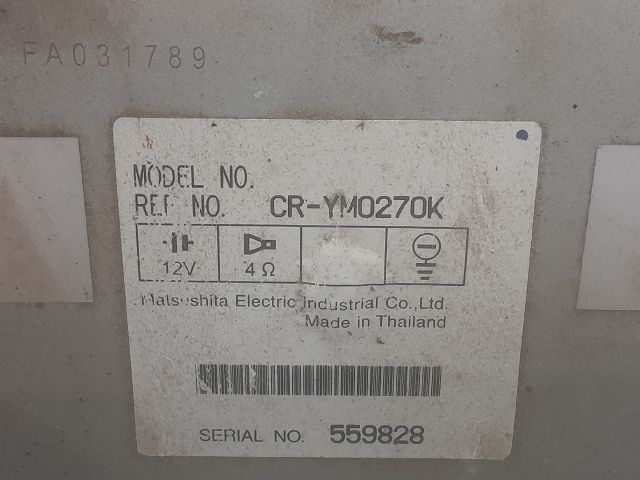 FA031789
MODEL NO.
REF NO. CR-YM0270K
12V 4 Ω
Matsushita Electric Industrial Co.,Ltd.
Made in Thailand
SERIAL NO. 559828